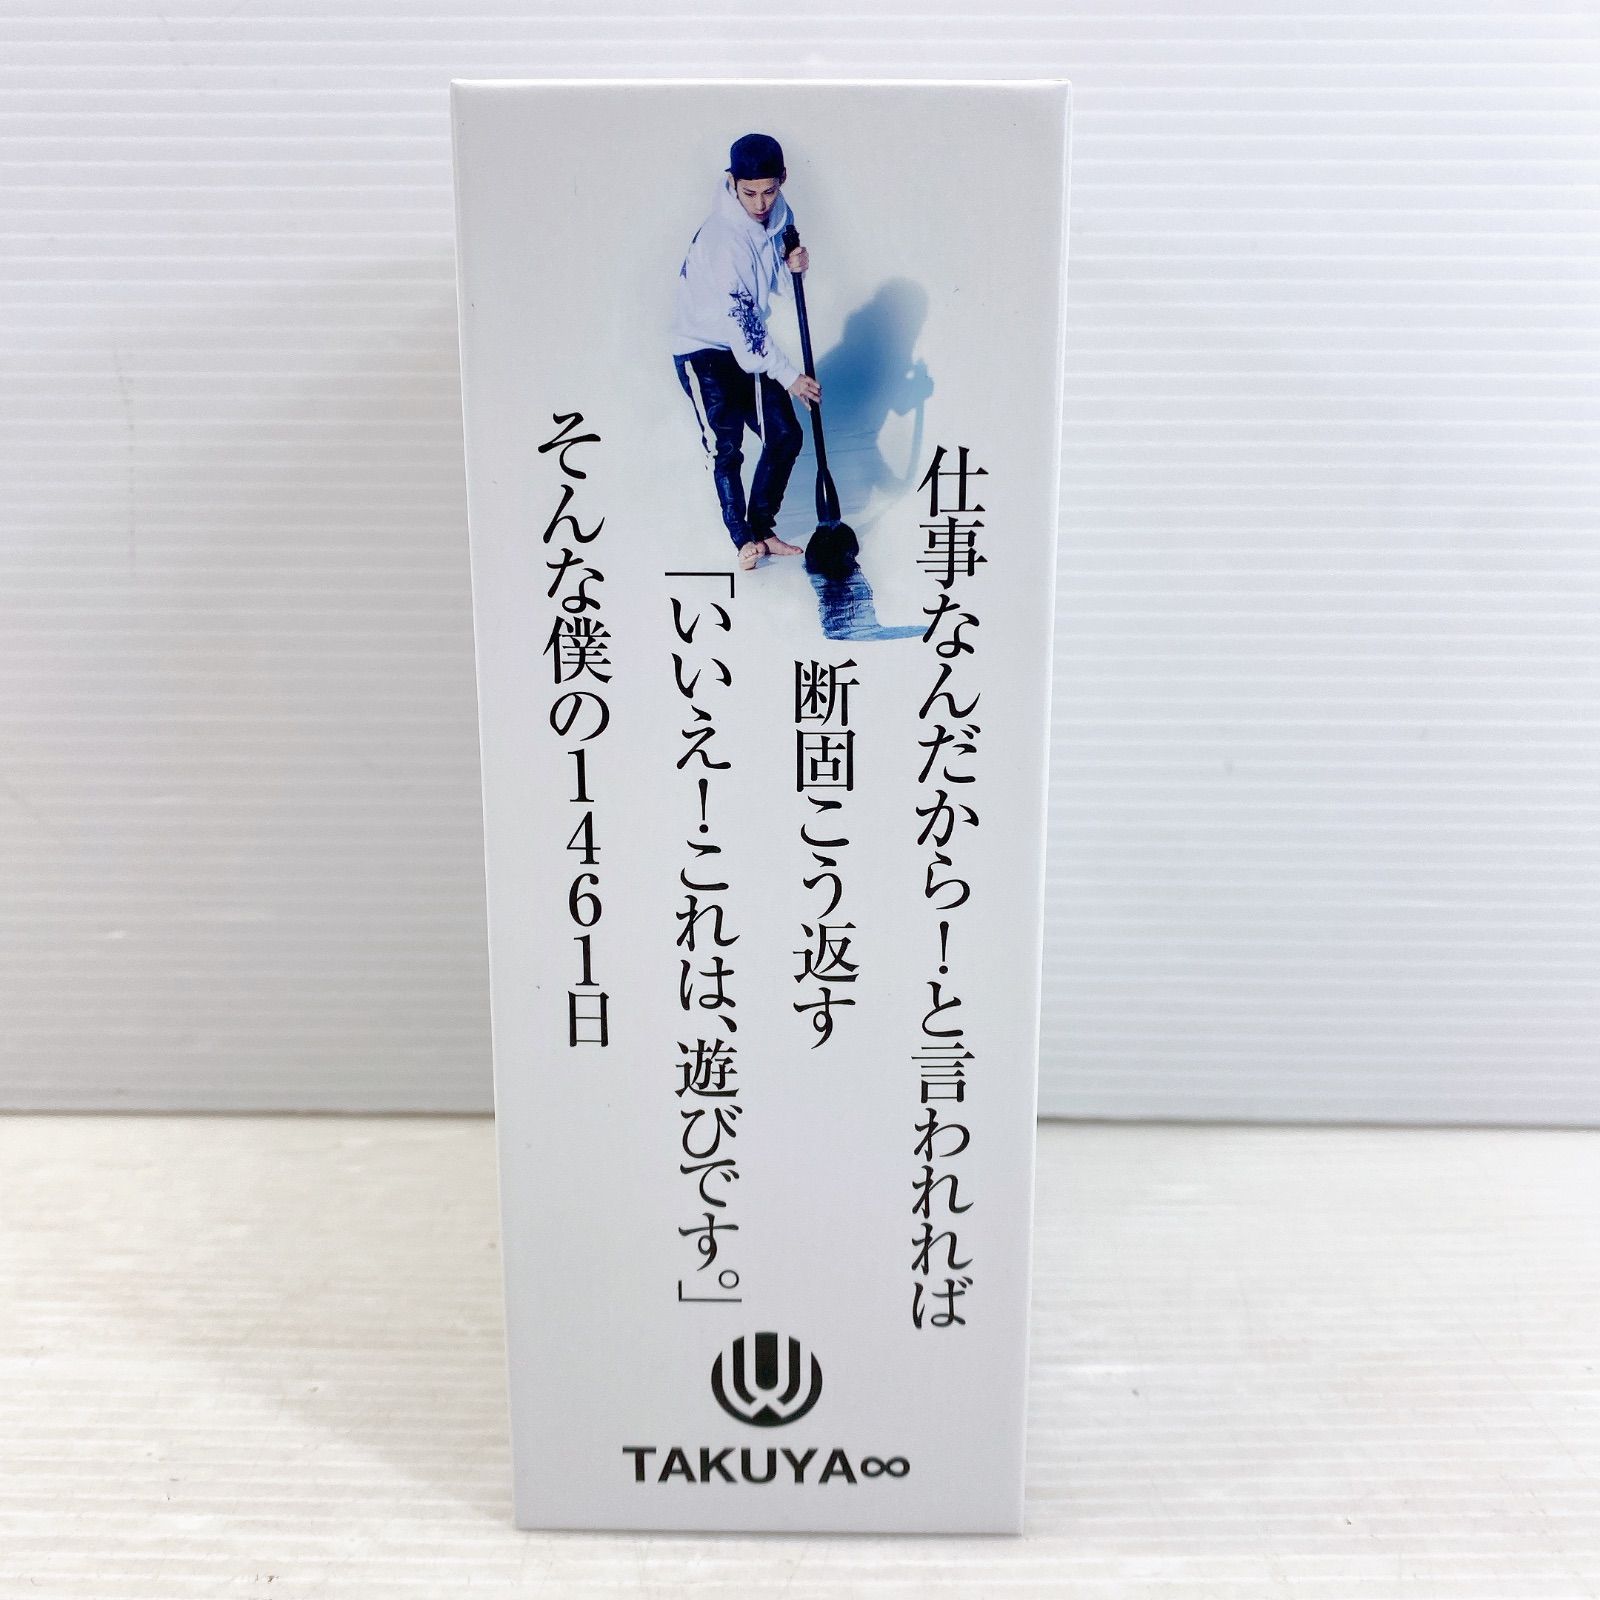 仕事なんだから！と言われれば
断固こう返す
「いいえ！これは、遊びです。」
そんな僕の1461日
TAKUYA∞